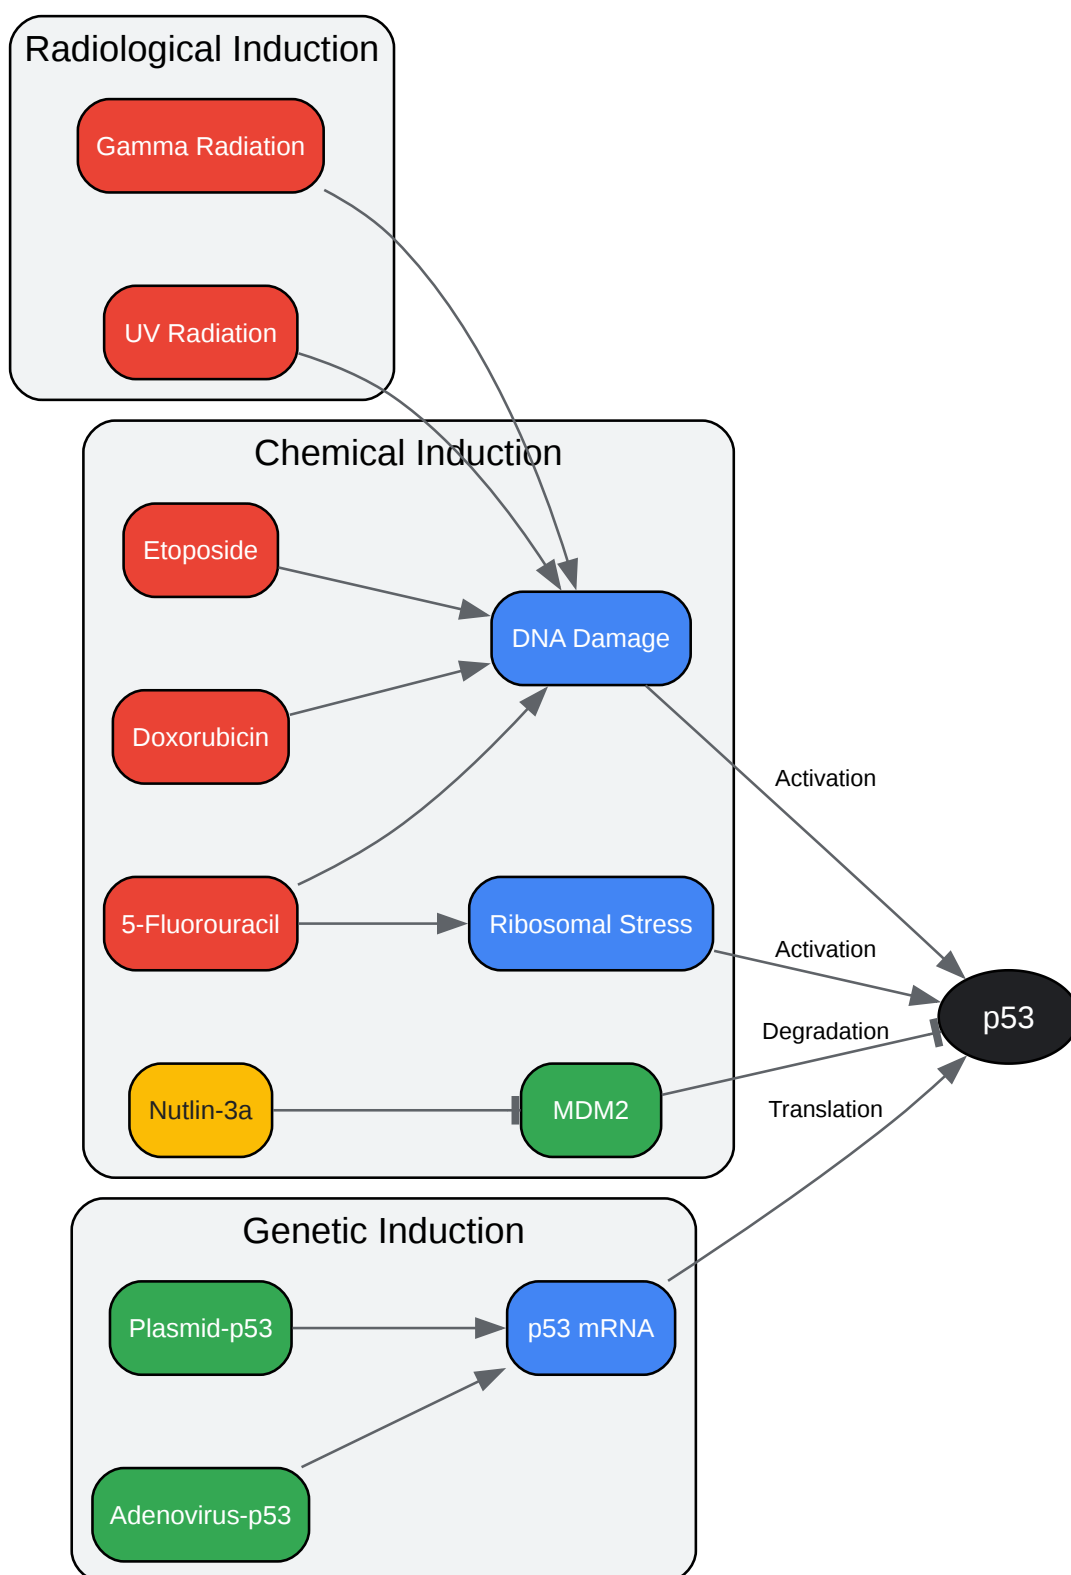 Radiological Induction
Gamma Radiation
UV Radiation
Chemical Induction
Etoposide
DNA Damage
Doxorubicin
Activation
5-Fluorouracil
Ribosomal Stress
Activation
p53
Degradation
Nutlin-3a
MDM2
Translation
Genetic Induction
Plasmid-p53
p53 mRNA
Adenovirus-p53